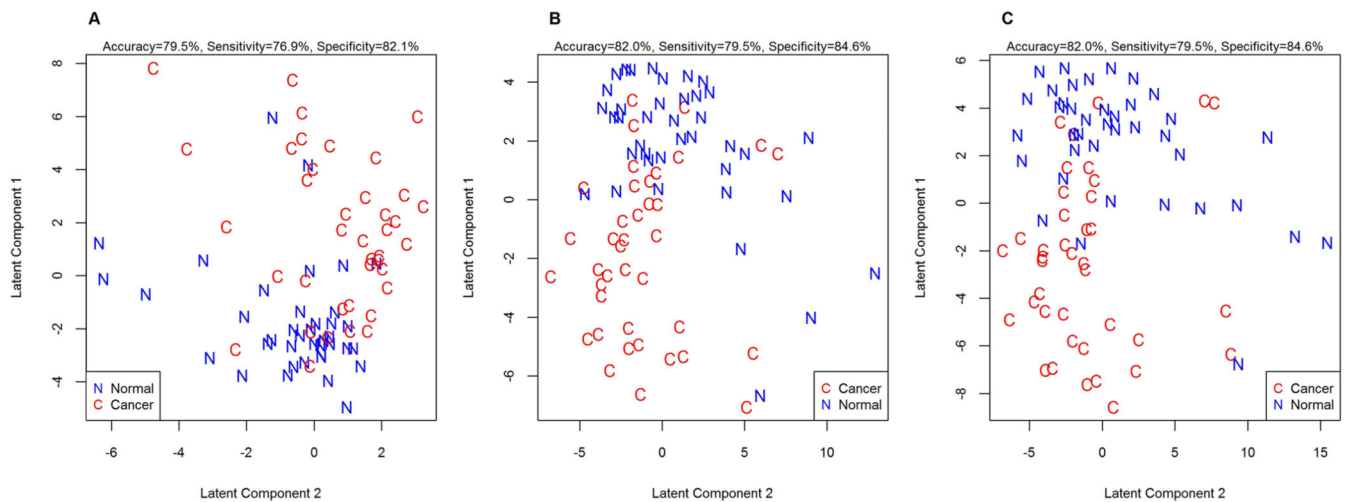 A
Accuracy=79.5%, Sensitivity=76.9%, Specificity=82.1%
Latent Component 1
8
6
4
2
0
-2
-4
N Normal
C Cancer
-6 -4 -2 0 2
Latent Component 2
B
Accuracy=82.0%, Sensitivity=79.5%, Specificity=84.6%
Latent Component 1
4
2
0
-2
-4
-6
C Cancer
N Normal
-5 0 5 10
Latent Component 2
C
Accuracy=82.0%, Sensitivity=79.5%, Specificity=84.6%
Latent Component 1
6
4
2
0
-2
-4
-6
-8
C Cancer
N Normal
-5 0 5 10 15
Latent Component 2